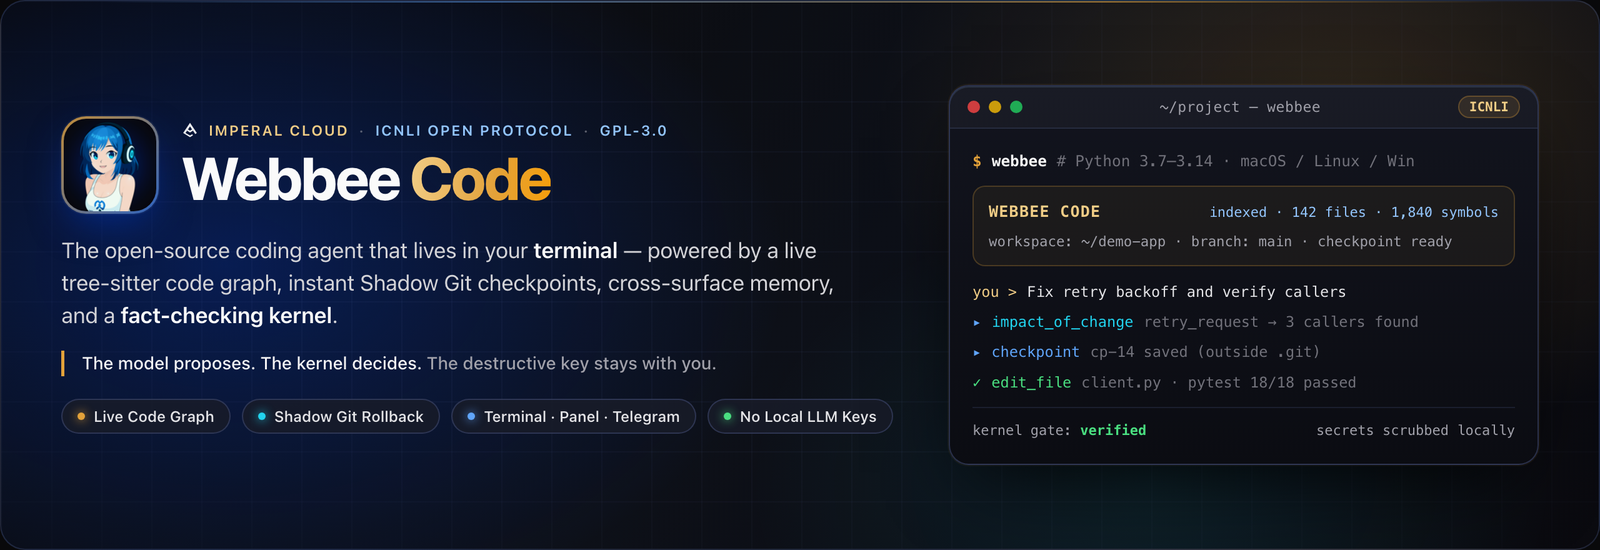 IMPERAL CLOUD · ICNLI OPEN PROTOCOL · GPL-3.0
Webbee Code
The open-source coding agent that lives in your terminal — powered by a live
tree-sitter code graph, instant Shadow Git checkpoints, cross-surface memory,
and a fact-checking kernel.
The model proposes. The kernel decides. The destructive key stays with you.
Live Code Graph
Shadow Git Rollback
Terminal · Panel · Telegram
No Local LLM Keys
~/project — webbee
ICNLI
$ webbee # Python 3.7–3.14 · macOS / Linux / Win
WEBBEE CODE
indexed · 142 files · 1,840 symbols
workspace: ~/demo-app · branch: main · checkpoint ready
you > Fix retry backoff and verify callers
▸ impact_of_change retry_request → 3 callers found
▸ checkpoint cp-14 saved (outside .git)
✓ edit_file client.py · pytest 18/18 passed
kernel gate: verified
secrets scrubbed locally